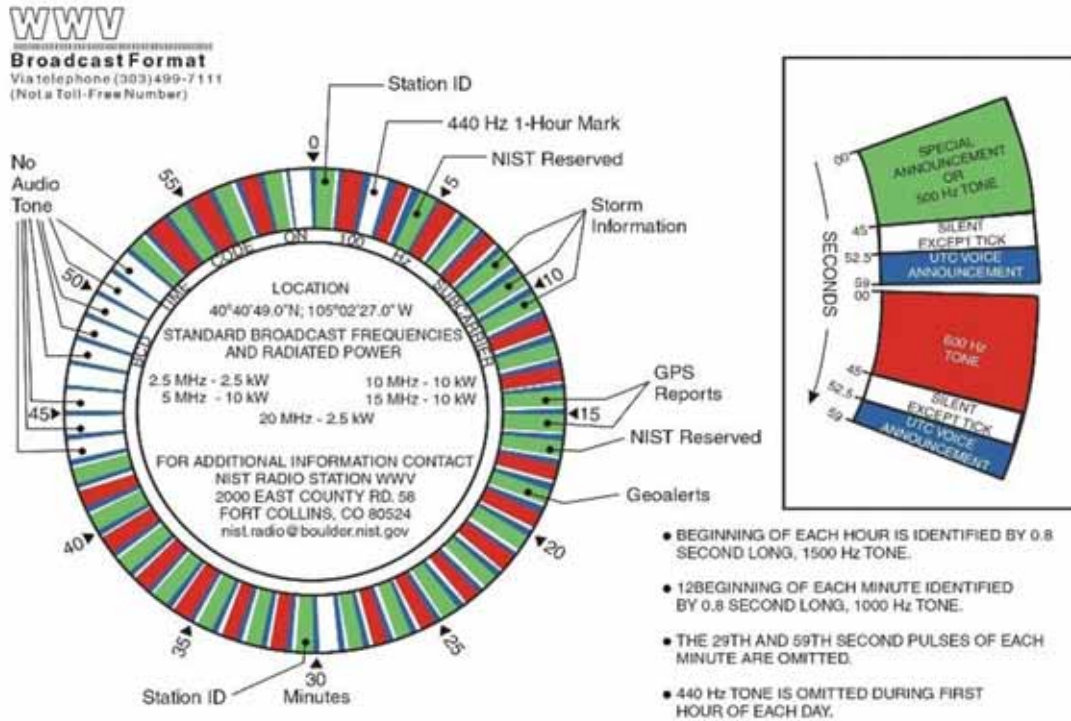 WWV
Broadcast Format
Via telephone (303) 499-7111
(Not a Toll-Free Number)
Station ID
440 Hz 1-Hour Mark
NIST Reserved
Storm
Information
No
Audio
Tone
0
5
10
15
20
25
30
35
40
45
50
55
BCD TIME CODE ON 100 Hz SUBCARRIER
LOCATION
40°40'49.0"N; 105°02'27.0" W
STANDARD BROADCAST FREQUENCIES
AND RADIATED POWER
2.5 MHz - 2.5 kW
10 MHz - 10 kW
5 MHz - 10 kW
15 MHz - 10 kW
20 MHz - 2.5 kW
FOR ADDITIONAL INFORMATION CONTACT
NIST RADIO STATION WWV
2000 EAST COUNTY RD. 58
FORT COLLINS, CO 80524
nist.radio@boulder.nist.gov
GPS
Reports
NIST Reserved
Geoalerts
Station ID
Minutes
SECONDS
00
SPECIAL
ANNOUNCEMENT
OR
500 Hz TONE
45
SILENT
EXCEPT TICK
52.5
UTC VOICE
ANNOUNCEMENT
59
00
600 Hz
TONE
45
SILENT
EXCEPT TICK
52.5
UTC VOICE
ANNOUNCEMENT
59
• BEGINNING OF EACH HOUR IS IDENTIFIED BY 0.8
SECOND LONG, 1500 Hz TONE.
• 12BEGINNING OF EACH MINUTE IDENTIFIED
BY 0.8 SECOND LONG, 1000 Hz TONE.
• THE 29TH AND 59TH SECOND PULSES OF EACH
MINUTE ARE OMITTED.
• 440 Hz TONE IS OMITTED DURING FIRST
HOUR OF EACH DAY.